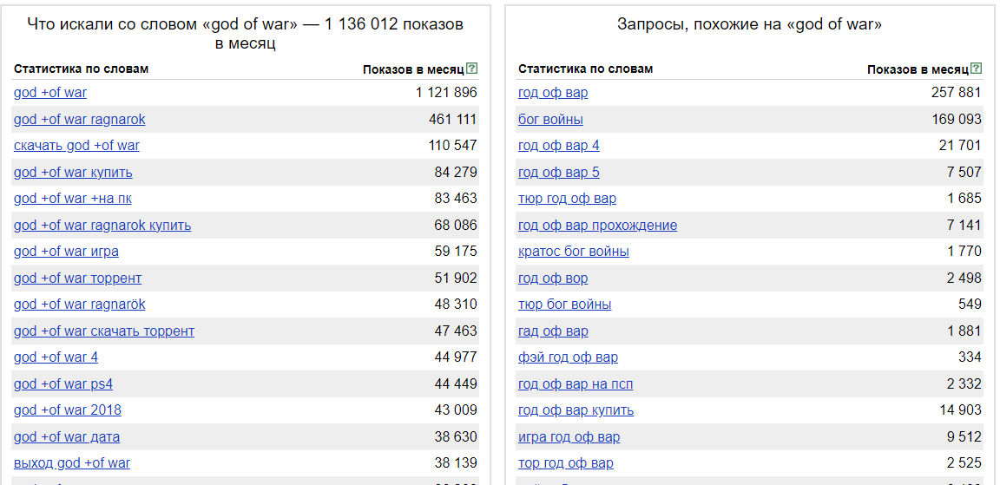 Что искали со словом «god of war» — 1 136 012 показов
в месяц
Статистика по словам Показов в месяц ?
god +of war 1 121 896
god +of war ragnarok 461 111
скачать god +of war 110 547
god +of war купить 84 279
god +of war +на пк 83 463
god +of war ragnarok купить 68 086
god +of war игра 59 175
god +of war торрент 51 902
god +of war ragnarök 48 310
god +of war скачать торрент 47 463
god +of war 4 44 977
god +of war ps4 44 449
god +of war 2018 43 009
god +of war дата 38 630
выход god +of war 38 139
Запросы, похожие на «god of war»
Статистика по словам Показов в месяц ?
год оф вар 257 881
бог войны 169 093
год оф вар 4 21 701
год оф вар 5 7 507
тюр год оф вар 1 685
год оф вар прохождение 7 141
кратос бог войны 1 770
год оф вор 2 498
тюр бог войны 549
гад оф вар 1 881
фэй год оф вар 334
год оф вар на псп 2 332
год оф вар купить 14 903
игра год оф вар 9 512
тор год оф вар 2 525